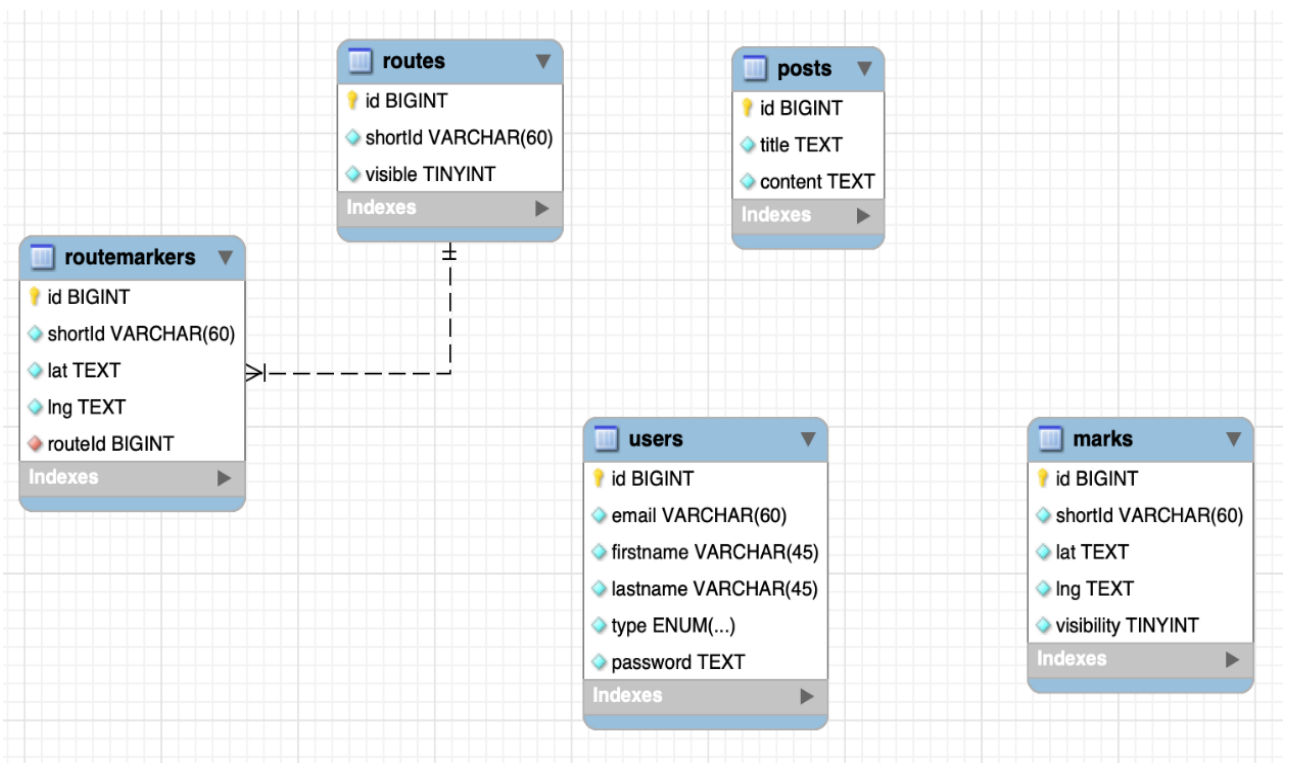 routes
id BIGINT
shortId VARCHAR(60)
visible TINYINT
Indexes
posts
id BIGINT
title TEXT
content TEXT
Indexes
routemarkers
id BIGINT
shortId VARCHAR(60)
lat TEXT
lng TEXT
routeId BIGINT
Indexes
users
id BIGINT
email VARCHAR(60)
firstname VARCHAR(45)
lastname VARCHAR(45)
type ENUM(...)
password TEXT
Indexes
marks
id BIGINT
shortId VARCHAR(60)
lat TEXT
lng TEXT
visibility TINYINT
Indexes